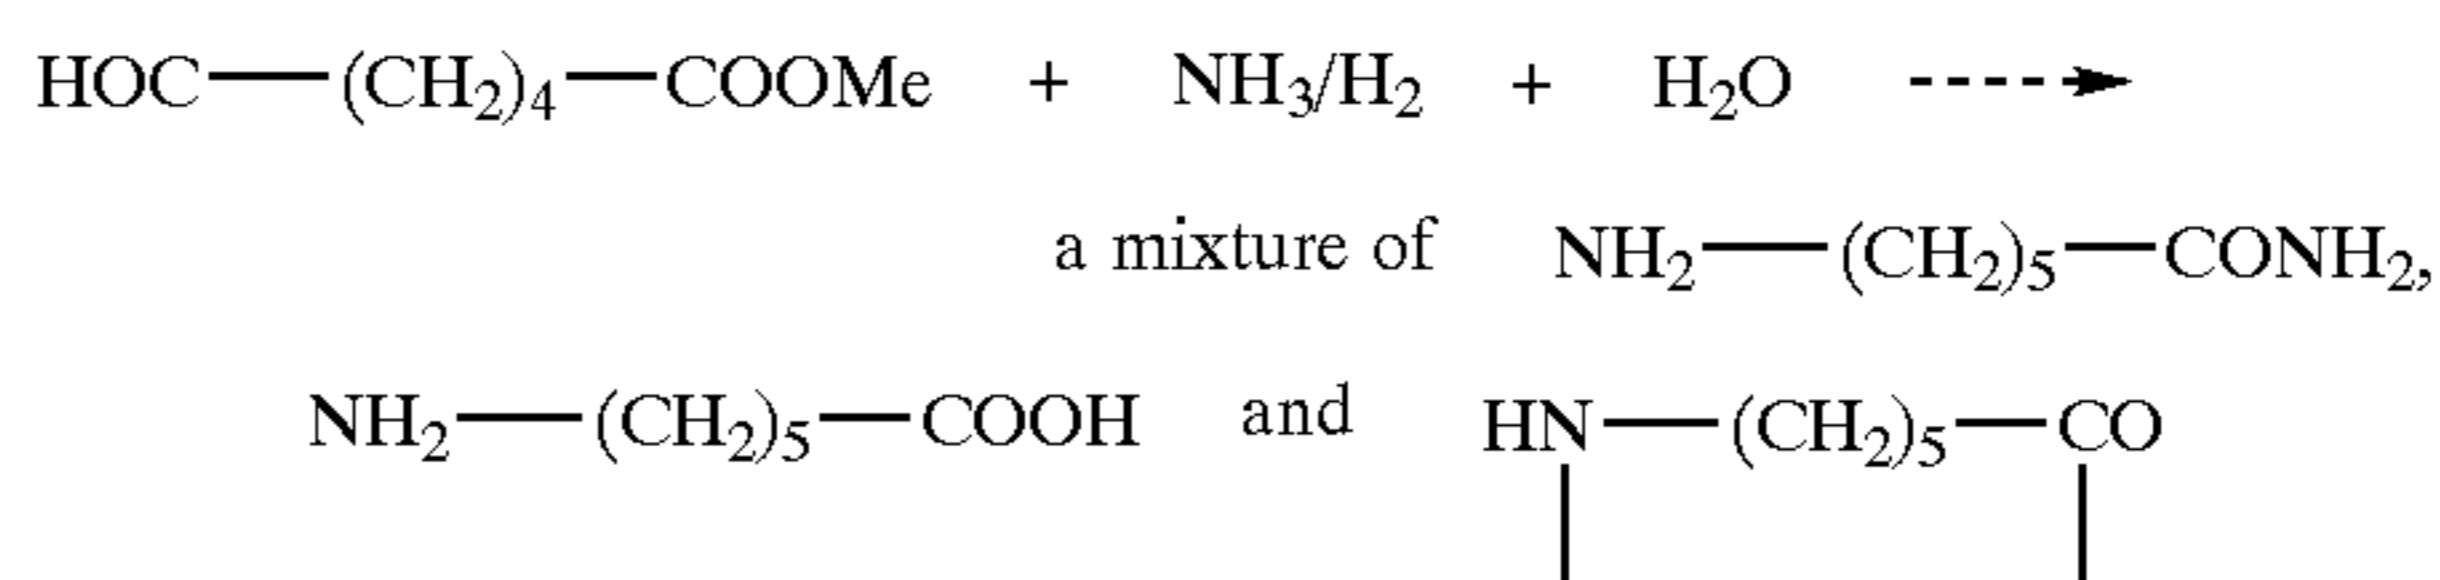 HOC—(CH₂)₄—COOMe + NH₃/H₂ + H₂O
a mixture of NH₂—(CH₂)₅—CONH₂,
NH₂—(CH₂)₅—COOH and HN—(CH₂)₅—CO